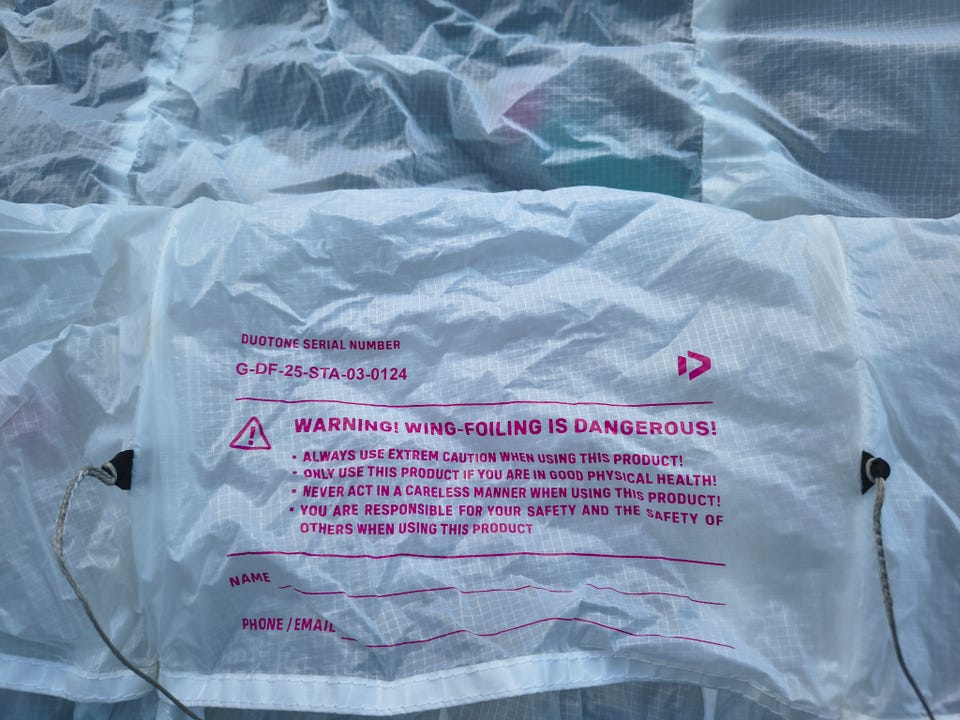 DUOTONE SERIAL NUMBER
G-DF-25-STA-03-0124
WARNING! WING-FOILING IS DANGEROUS!
- ALWAYS USE EXTREM CAUTION WHEN USING THIS PRODUCT!
- ONLY USE THIS PRODUCT IF YOU ARE IN GOOD PHYSICAL HEALTH!
- NEVER ACT IN A CARELESS MANNER WHEN USING THIS PRODUCT!
- YOU ARE RESPONSIBLE FOR YOUR SAFETY AND THE SAFETY OF
OTHERS WHEN USING THIS PRODUCT
NAME
PHONE / EMAIL